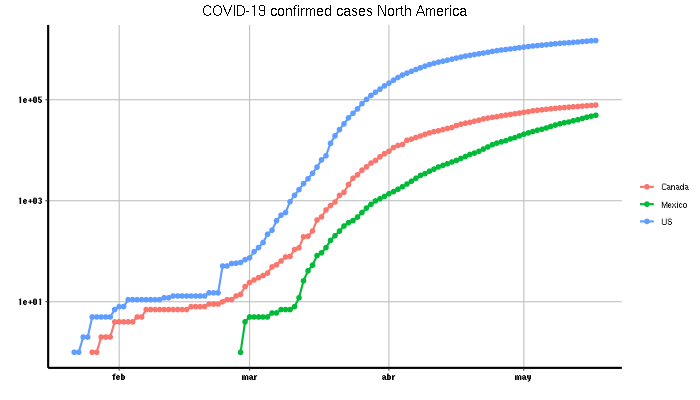 COVID-19 confirmed cases North America
1e+05
1e+03
1e+01
feb mar abr may
Canada
Mexico
US